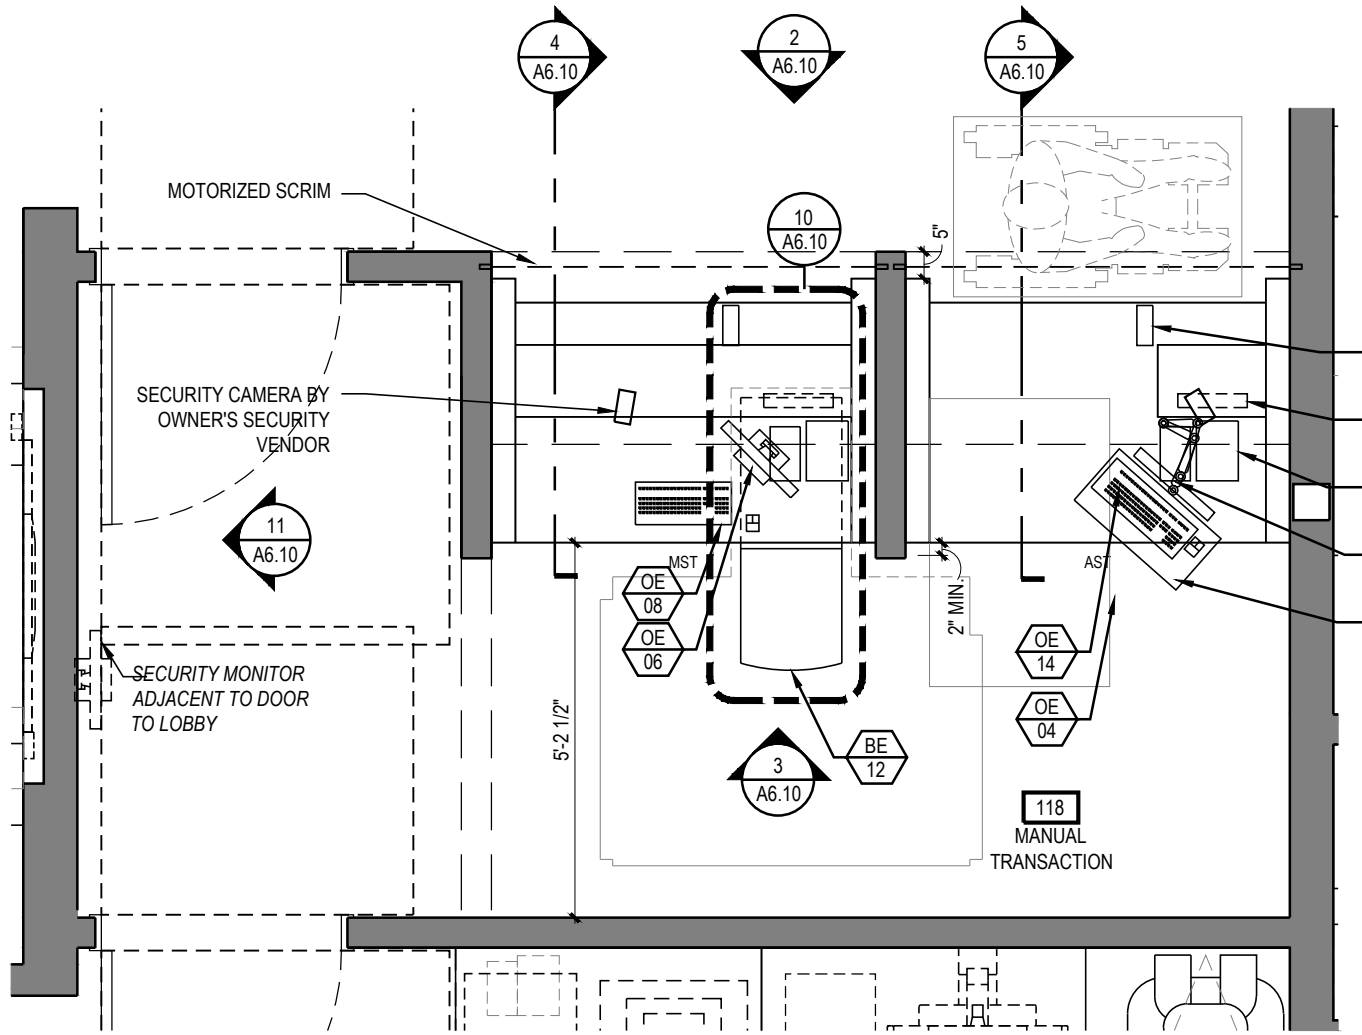 4
A6.10
2
A6.10
5
A6.10
MOTORIZED SCRIM
10
A6.10
5"
SECURITY CAMERA BY
OWNER'S SECURITY
VENDOR
11
A6.10
MST
AST
OE
08
OE
06
2" MIN.
OE
14
OE
04
SECURITY MONITOR
ADJACENT TO DOOR
TO LOBBY
5'-2 1/2"
BE
12
3
A6.10
118
MANUAL
TRANSACTION